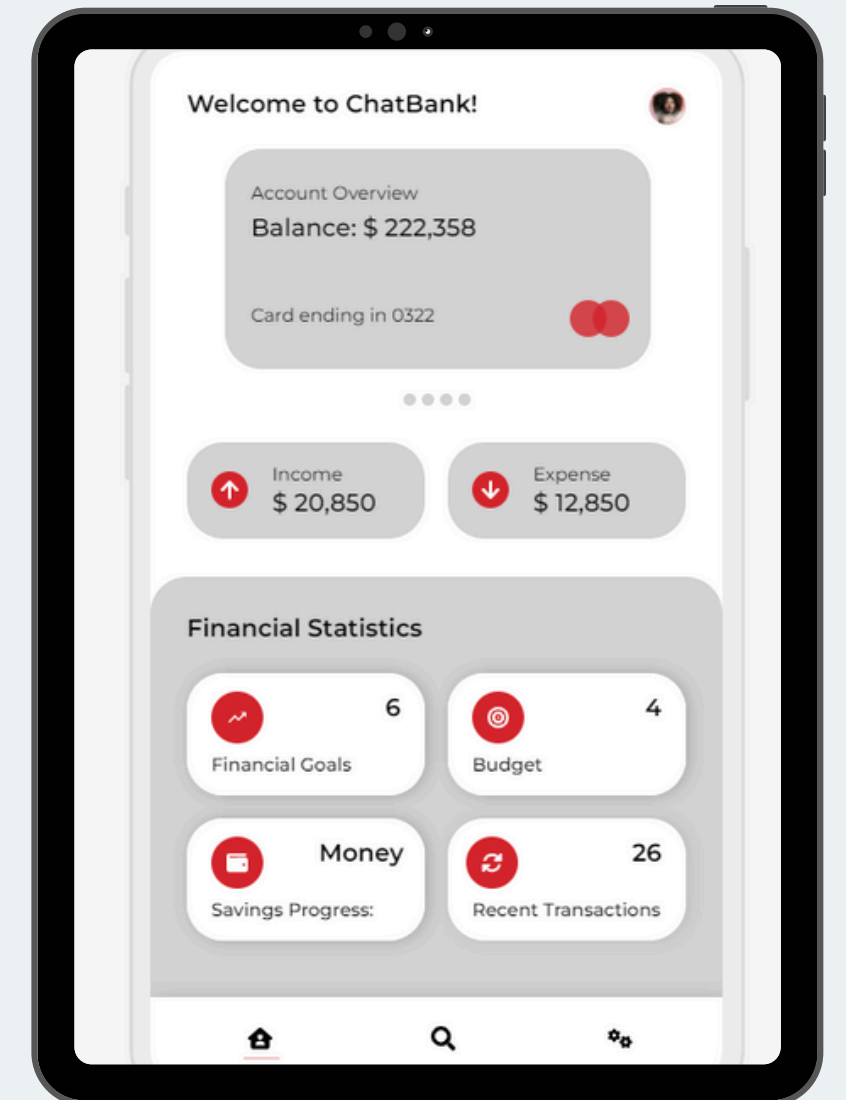 Welcome to ChatBank!
Account Overview
Balance: $ 222,358
Card ending in 0322
Income
$ 20,850
Expense
$ 12,850
Financial Statistics
6
Financial Goals
4
Budget
Money
Savings Progress:
26
Recent Transactions